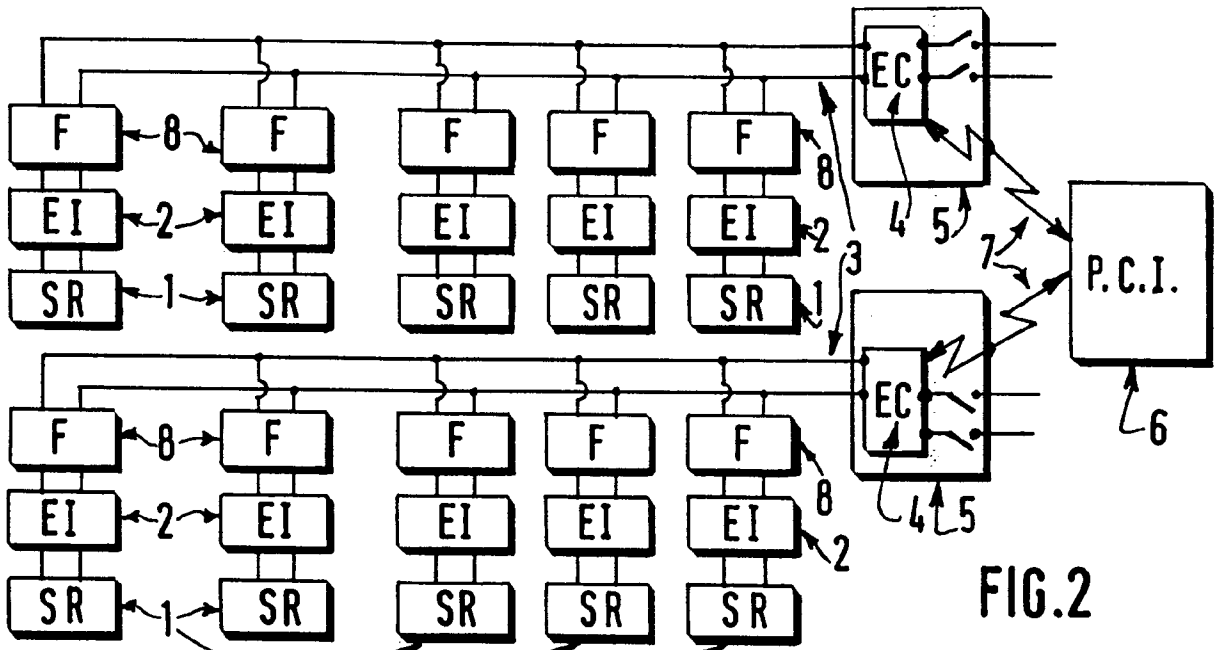 EC
F 8 F F F F
8
EI 2 EI EI EI EI 2
4 5
3
7
P.C.I.
SR 1 SR SR SR SR 1
EC
6
F 8 F F F F
8
4 5
EI 2 EI EI EI EI
2
SR 1 SR SR SR SR
FIG.2